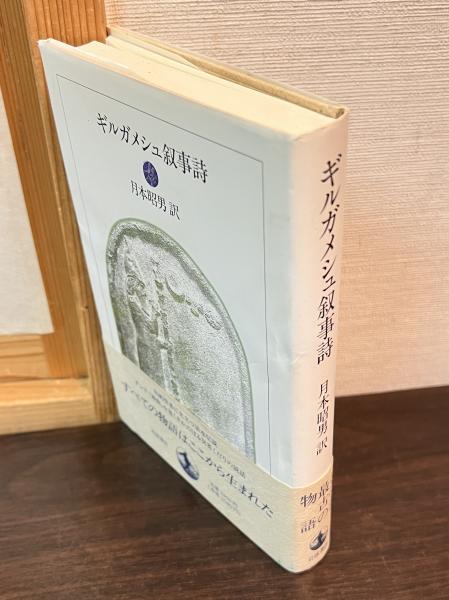 ギルガメシュ叙事詩
月本昭男 訳
すべての物語はここから生まれた
ギルガメシュ叙事詩
月本昭男 訳
最古の
物語